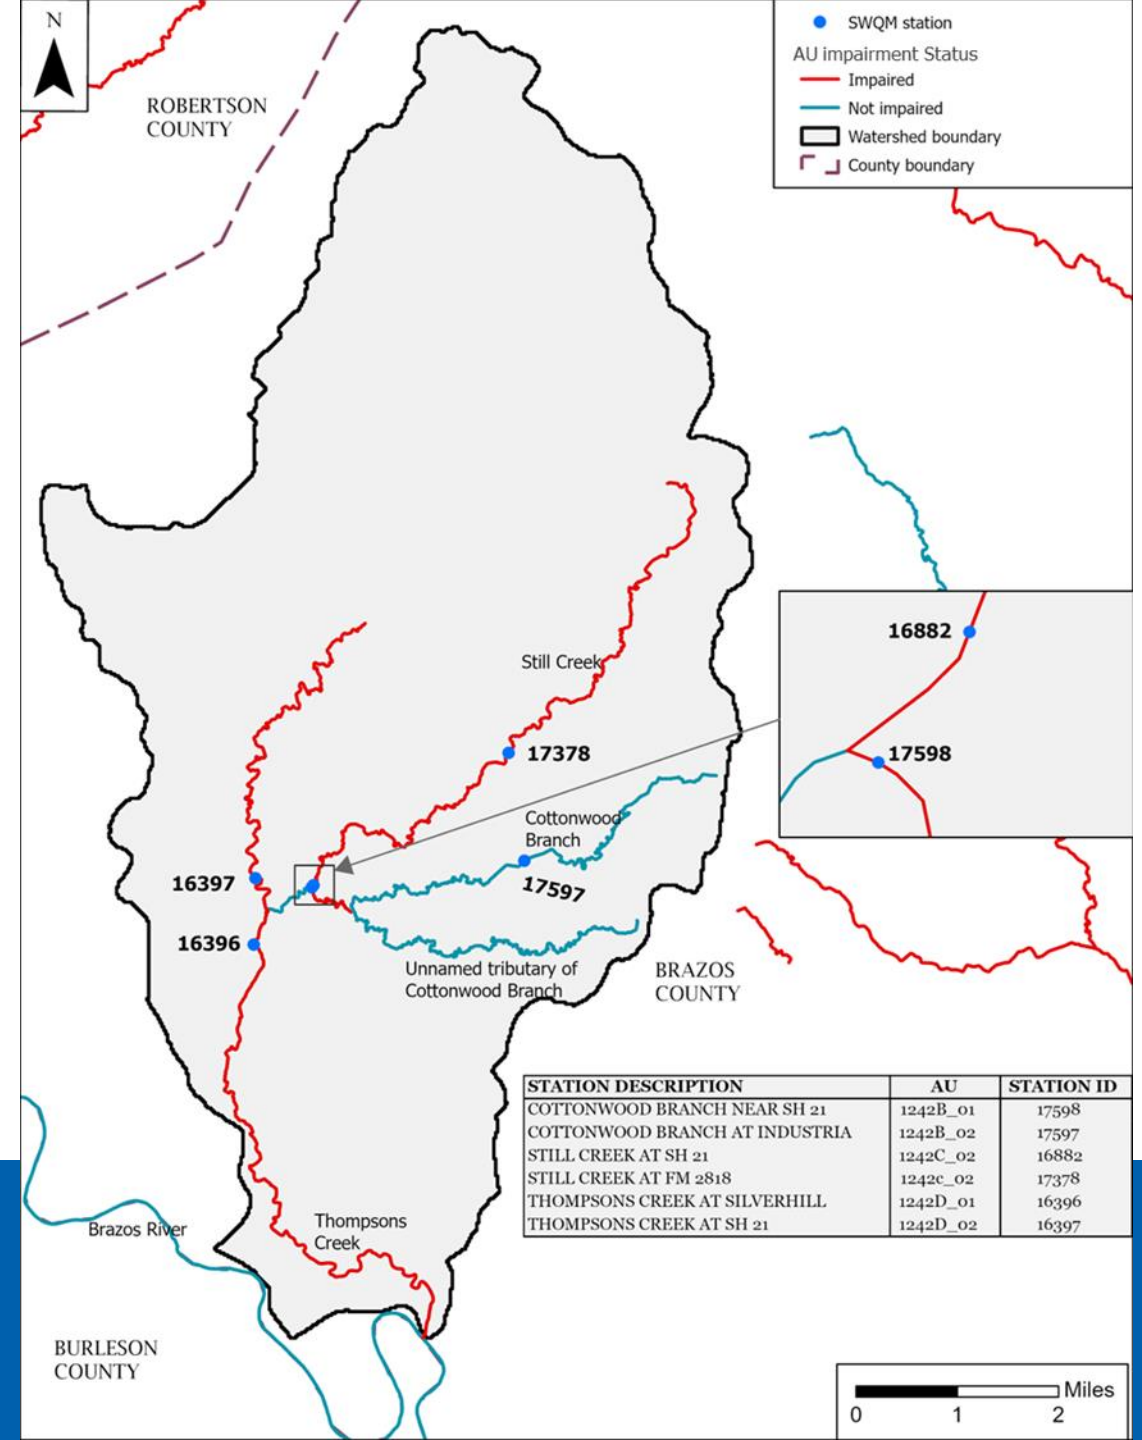 N
SWQM station
AU impairment Status
Impaired
Not impaired
Watershed boundary
County boundary
ROBERTSON
COUNTY
16882
17598
Still Creek
17378
Cottonwood
Branch
17597
16397
16396
Unnamed tributary of
Cottonwood Branch
BRAZOS
COUNTY
STATION DESCRIPTION AU STATION ID
COTTONWOOD BRANCH NEAR SH 21 1242B_01 17598
COTTONWOOD BRANCH AT INDUSTRIA 1242B_02 17597
STILL CREEK AT SH 21 1242C_02 16882
STILL CREEK AT FM 2818 1242c_02 17378
THOMPSONS CREEK AT SILVERHILL 1242D_01 16396
THOMPSONS CREEK AT SH 21 1242D_02 16397
Brazos River
Thompsons
Creek
BURLESON
COUNTY
Miles
0 1 2